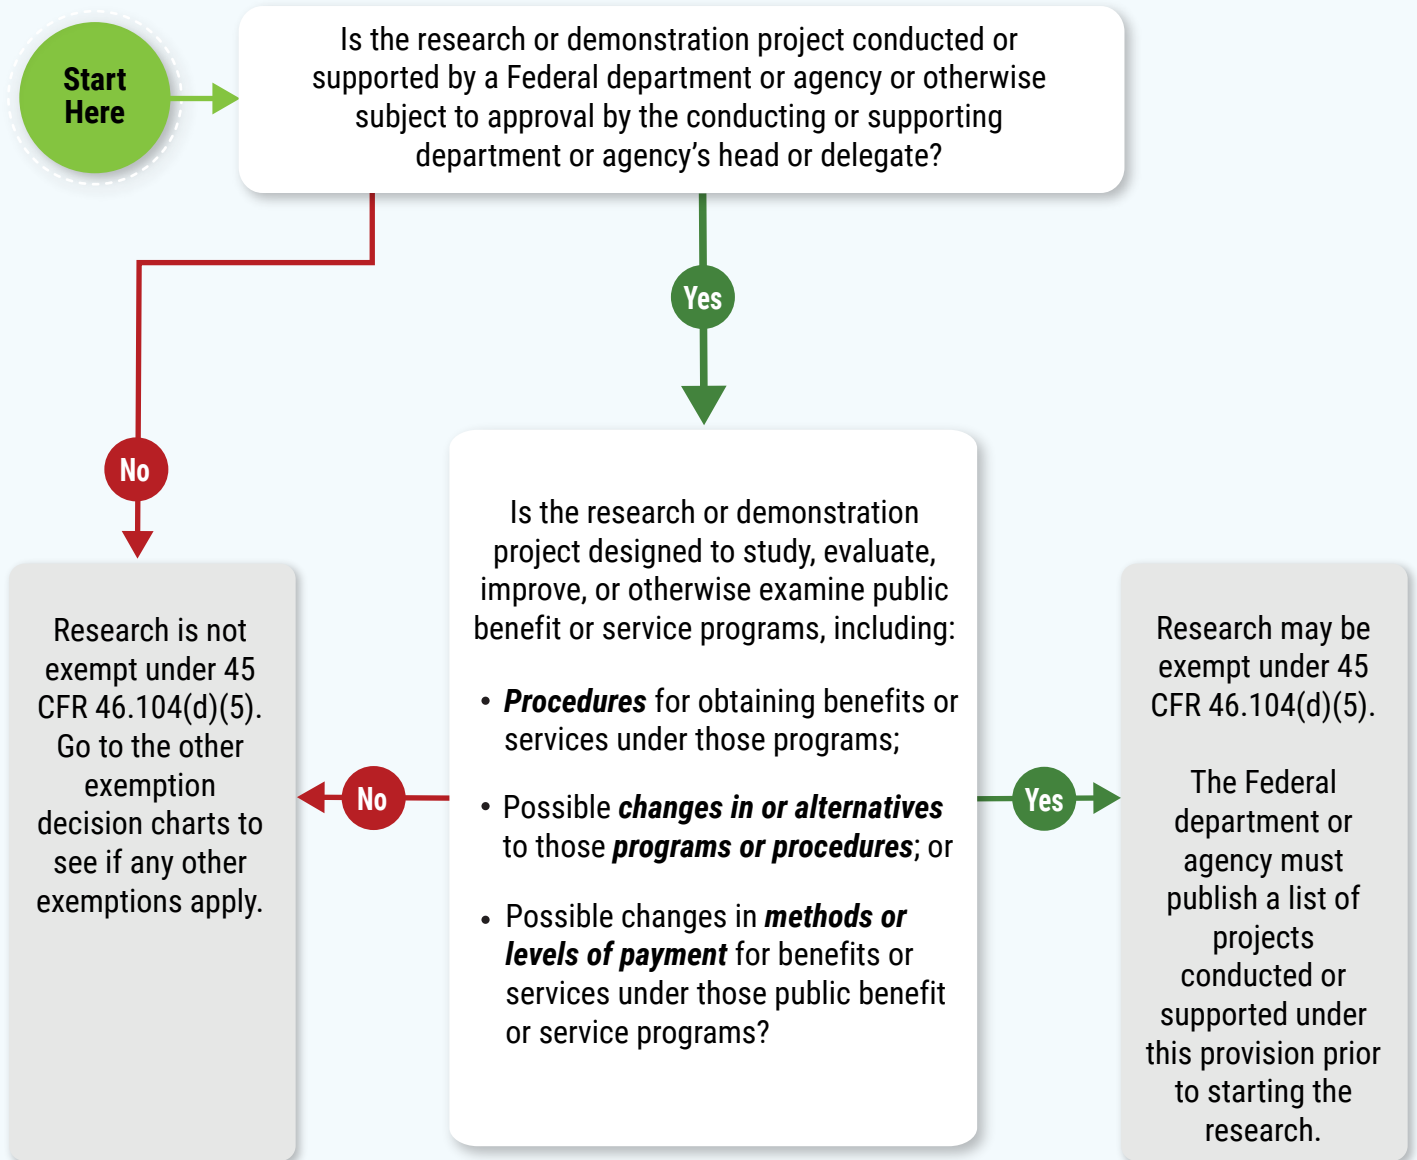 Start
Here
Is the research or demonstration project conducted or
supported by a Federal department or agency or otherwise
subject to approval by the conducting or supporting
department or agency’s head or delegate?
Yes
No
Research is not
exempt under 45
CFR 46.104(d)(5).
Go to the other
exemption
decision charts to
see if any other
exemptions apply.
No
Is the research or demonstration
project designed to study, evaluate,
improve, or otherwise examine public
benefit or service programs, including:
• Procedures for obtaining benefits or
services under those programs;
• Possible changes in or alternatives
to those programs or procedures; or
• Possible changes in methods or
levels of payment for benefits or
services under those public benefit
or service programs?
Yes
Research may be
exempt under 45
CFR 46.104(d)(5).
The Federal
department or
agency must
publish a list of
projects
conducted or
supported under
this provision prior
to starting the
research.